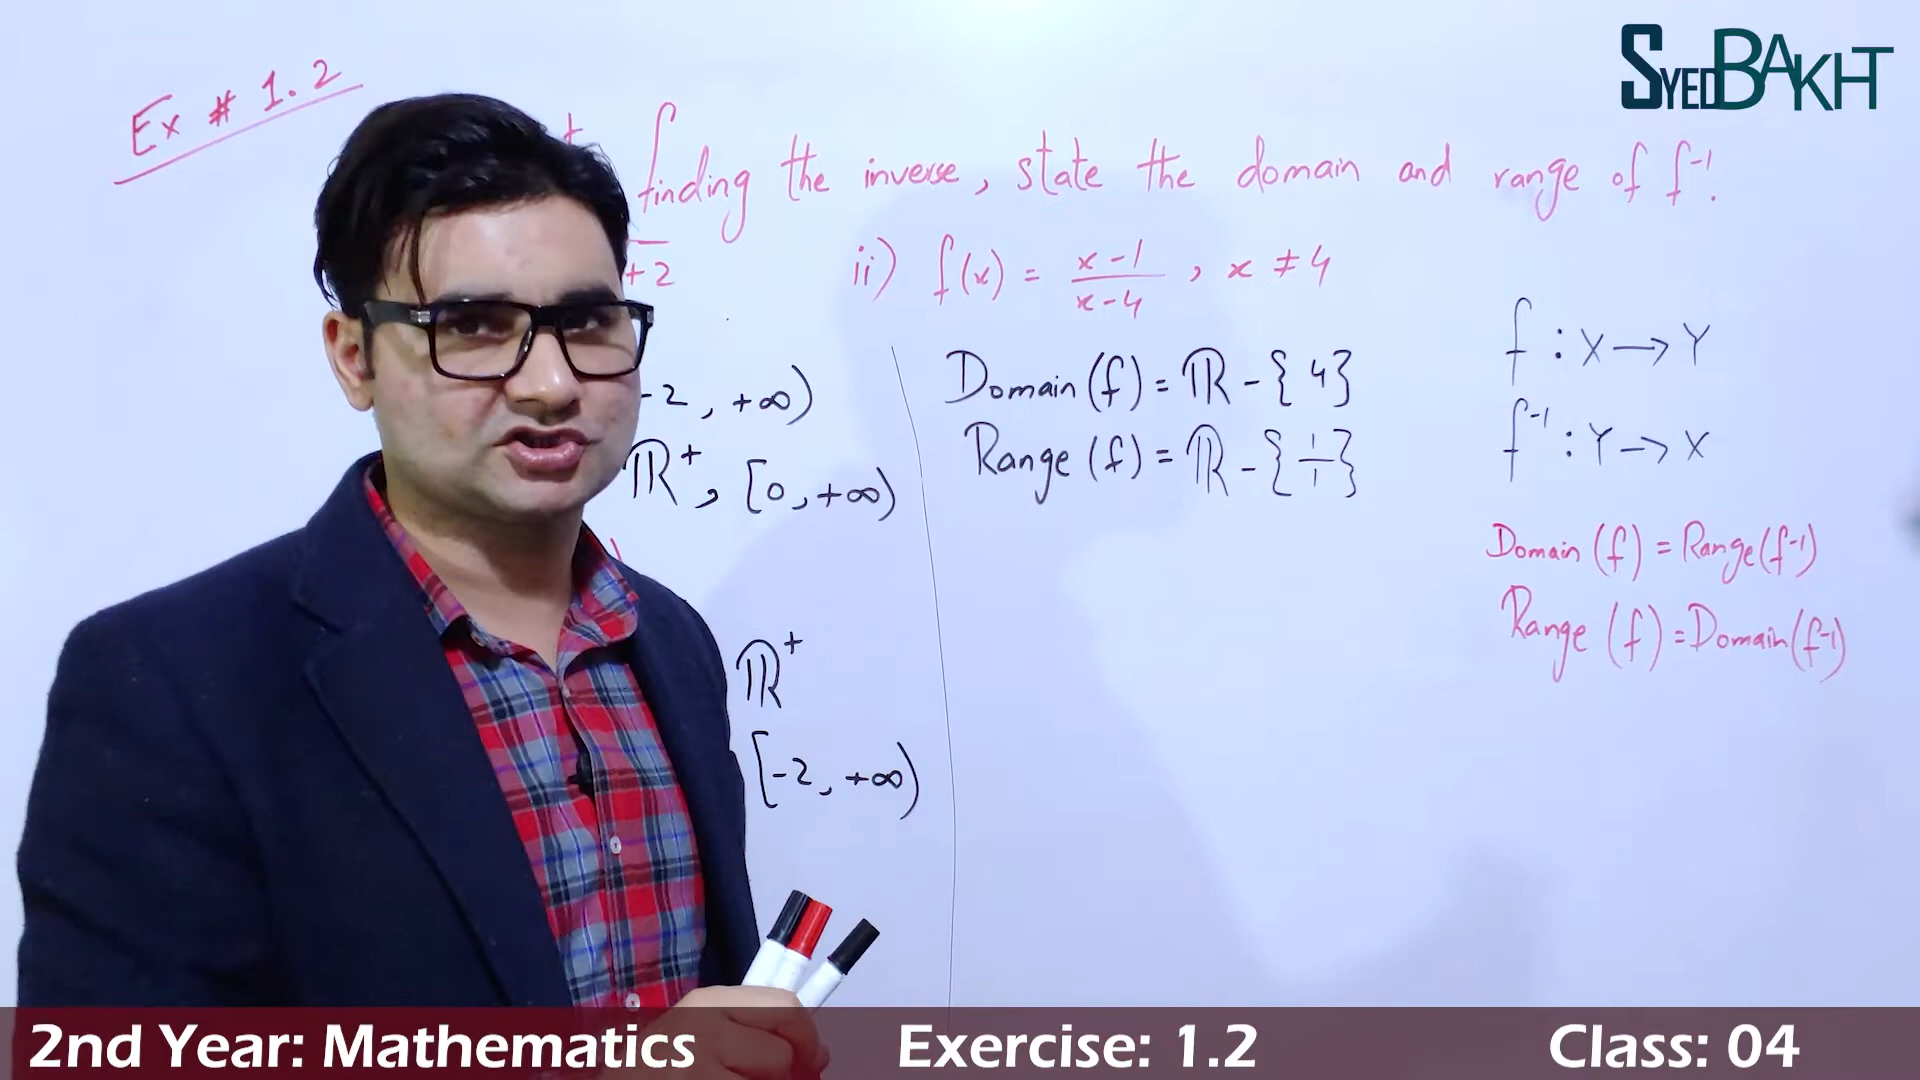 SYEDBAKHT
Ex # 1.2
finding the inverse, state the domain and range of f⁻¹.
+2
ii) f(x) = (x-1)/(x-4) , x ≠ 4
-2, +∞)
ℝ⁺, [0, +∞)
ℝ⁺
[-2, +∞)
Domain (f) = ℝ - {4}
Range (f) = ℝ - {1/1}
f : X → Y
f⁻¹ : Y → X
Domain (f) = Range(f⁻¹)
Range (f) = Domain(f⁻¹)
2nd Year: Mathematics Exercise: 1.2 Class: 04